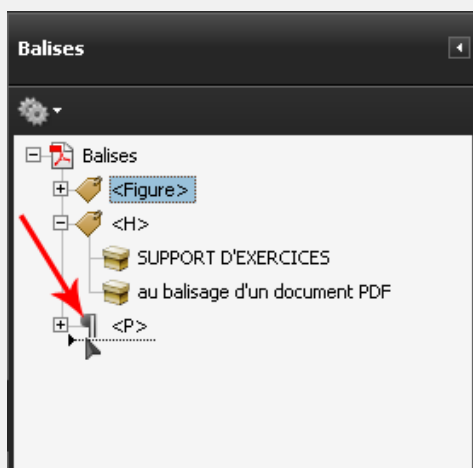 Balises
Balises
<Figure>
<H>
SUPPORT D'EXERCICES
au balisage d'un document PDF
<P>